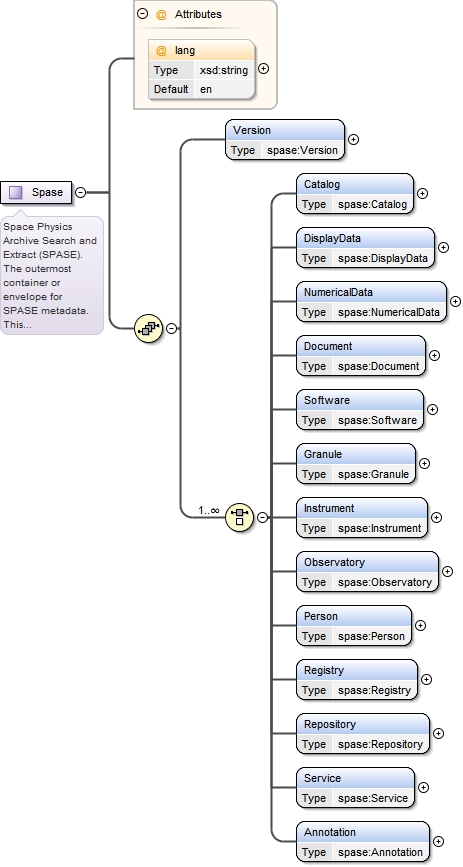 @ Attributes
@ lang
Type xsd:string
Default en
Version
Type spase:Version
Spase
Space Physics
Archive Search and
Extract (SPASE).
The outermost
container or
envelope for
SPASE metadata.
This...
Catalog
Type spase:Catalog
DisplayData
Type spase:DisplayData
NumericalData
Type spase:NumericalData
Document
Type spase:Document
Software
Type spase:Software
Granule
Type spase:Granule
1..∞
Instrument
Type spase:Instrument
Observatory
Type spase:Observatory
Person
Type spase:Person
Registry
Type spase:Registry
Repository
Type spase:Repository
Service
Type spase:Service
Annotation
Type spase:Annotation